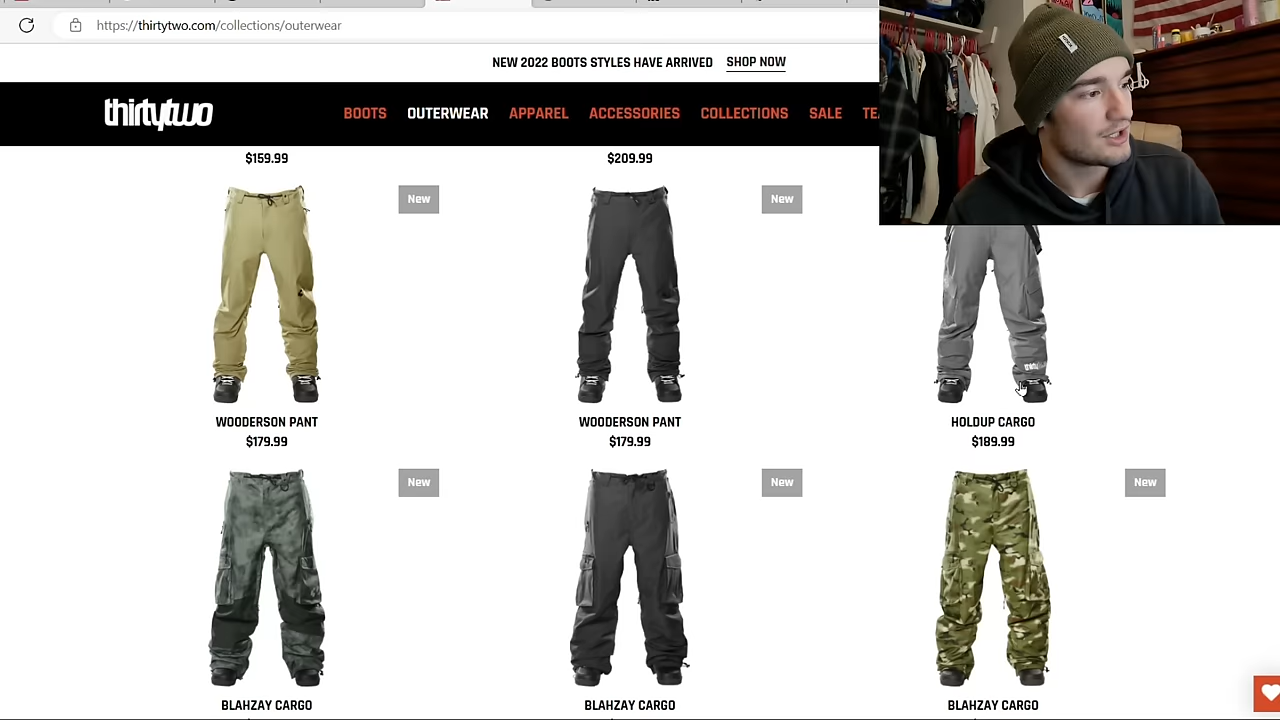 https://thirtytwo.com/collections/outerwear
NEW 2022 BOOTS STYLES HAVE ARRIVED SHOP NOW
thirtytwo
BOOTS OUTERWEAR APPAREL ACCESSORIES COLLECTIONS SALE TE
$159.99 $209.99
New New
WOODERSON PANT WOODERSON PANT HOLDUP CARGO
$179.99 $179.99 $189.99
New New New
BLAHZAY CARGO BLAHZAY CARGO BLAHZAY CARGO